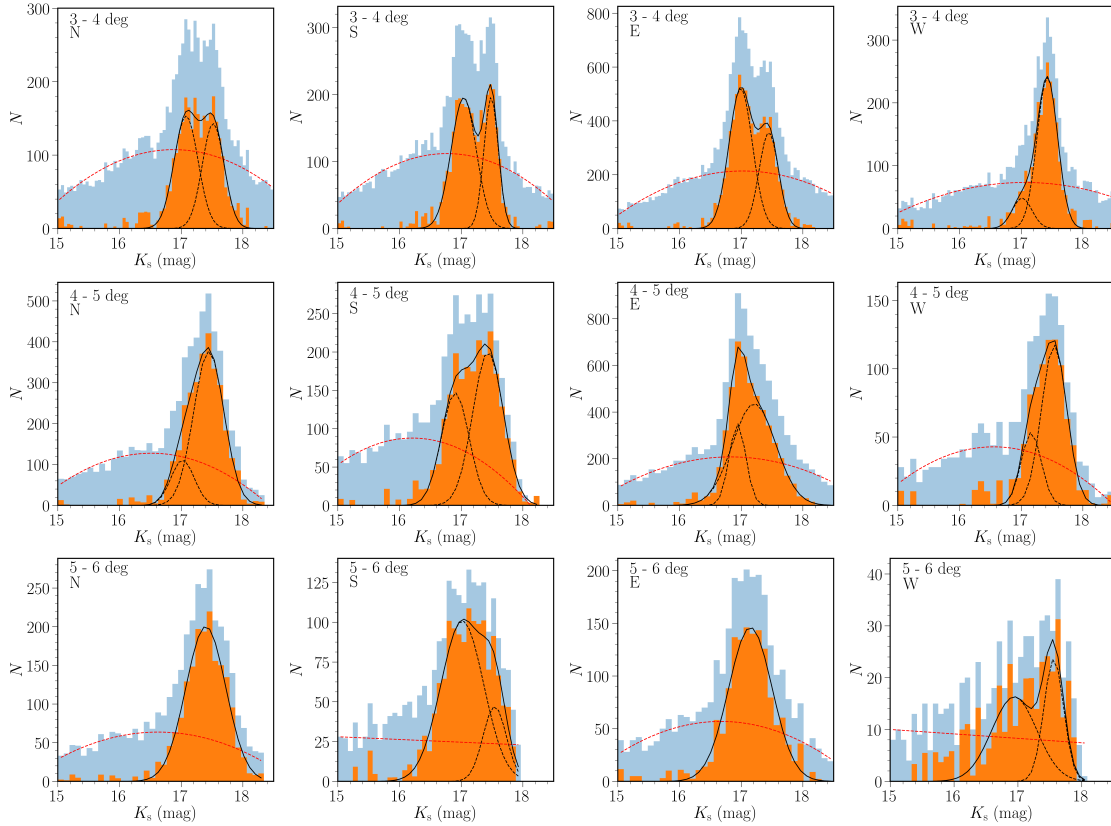 3 - 4 deg
N
300
200
100
0
N
15 16 17 18
Ks (mag)
3 - 4 deg
S
300
200
100
0
N
15 16 17 18
Ks (mag)
3 - 4 deg
E
800
600
400
200
0
N
15 16 17 18
Ks (mag)
3 - 4 deg
W
300
200
100
0
N
15 16 17 18
Ks (mag)
4 - 5 deg
N
500
400
300
200
100
0
N
15 16 17 18
Ks (mag)
4 - 5 deg
S
250
200
150
100
50
0
N
15 16 17 18
Ks (mag)
4 - 5 deg
E
800
600
400
200
0
N
15 16 17 18
Ks (mag)
4 - 5 deg
W
150
100
50
0
N
15 16 17 18
Ks (mag)
5 - 6 deg
N
250
200
150
100
50
0
N
15 16 17 18
Ks (mag)
5 - 6 deg
S
125
100
75
50
25
0
N
15 16 17 18
Ks (mag)
5 - 6 deg
E
200
150
100
50
0
N
15 16 17 18
Ks (mag)
5 - 6 deg
W
40
30
20
10
0
N
15 16 17 18
Ks (mag)